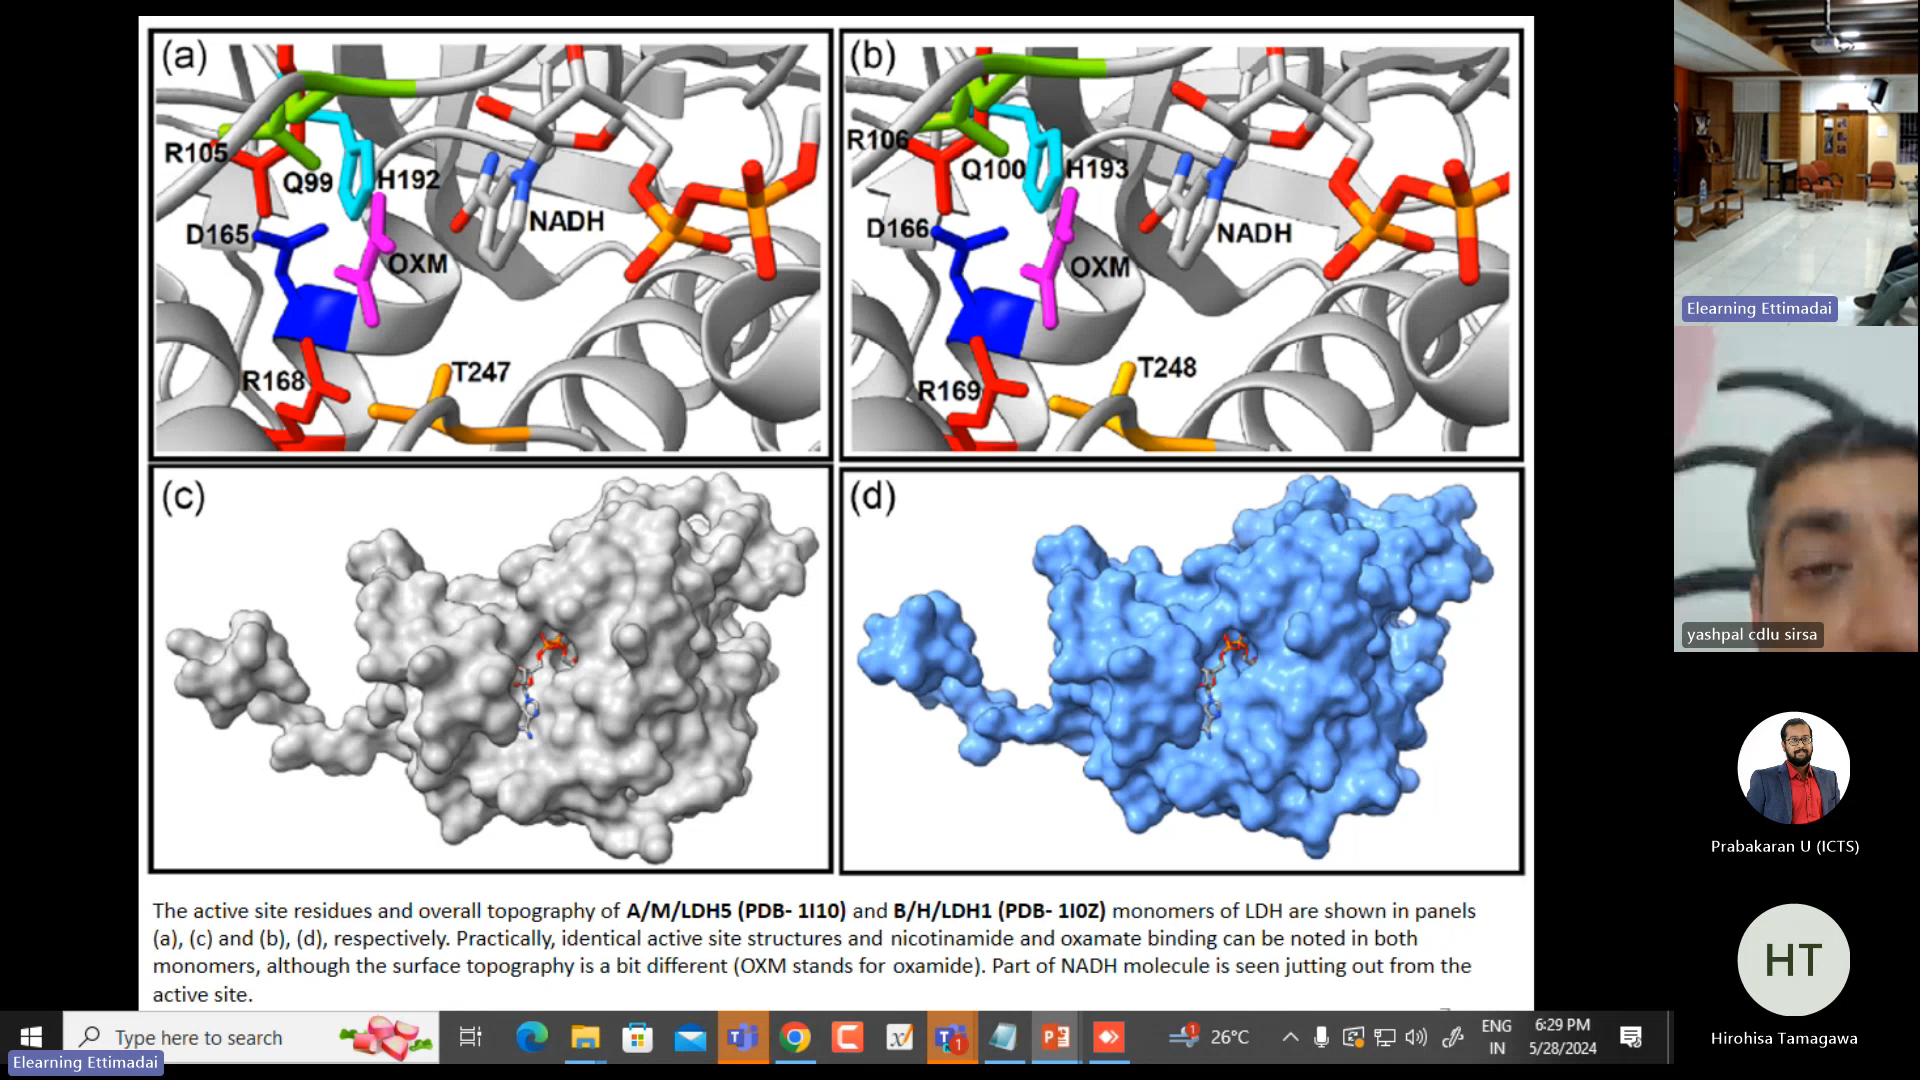 (a)
R105
Q99
H192
D165
NADH
OXM
R168
T247
(b)
R106
Q100
H193
D166
NADH
OXM
R169
T248
(c)
(d)
The active site residues and overall topography of A/M/LDH5 (PDB- 1I10) and B/H/LDH1 (PDB- 1I0Z) monomers of LDH are shown in panels
(a), (c) and (b), (d), respectively. Practically, identical active site structures and nicotinamide and oxamate binding can be noted in both
monomers, although the surface topography is a bit different (OXM stands for oxamide). Part of NADH molecule is seen jutting out from the
active site.
Elearning Ettimadai
yashpal cdlu sirsa
Prabakaran U (ICTS)
HT
Hirohisa Tamagawa
Type here to search
1
1
26°C
ENG
IN
6:29 PM
5/28/2024
Elearning Ettimadai